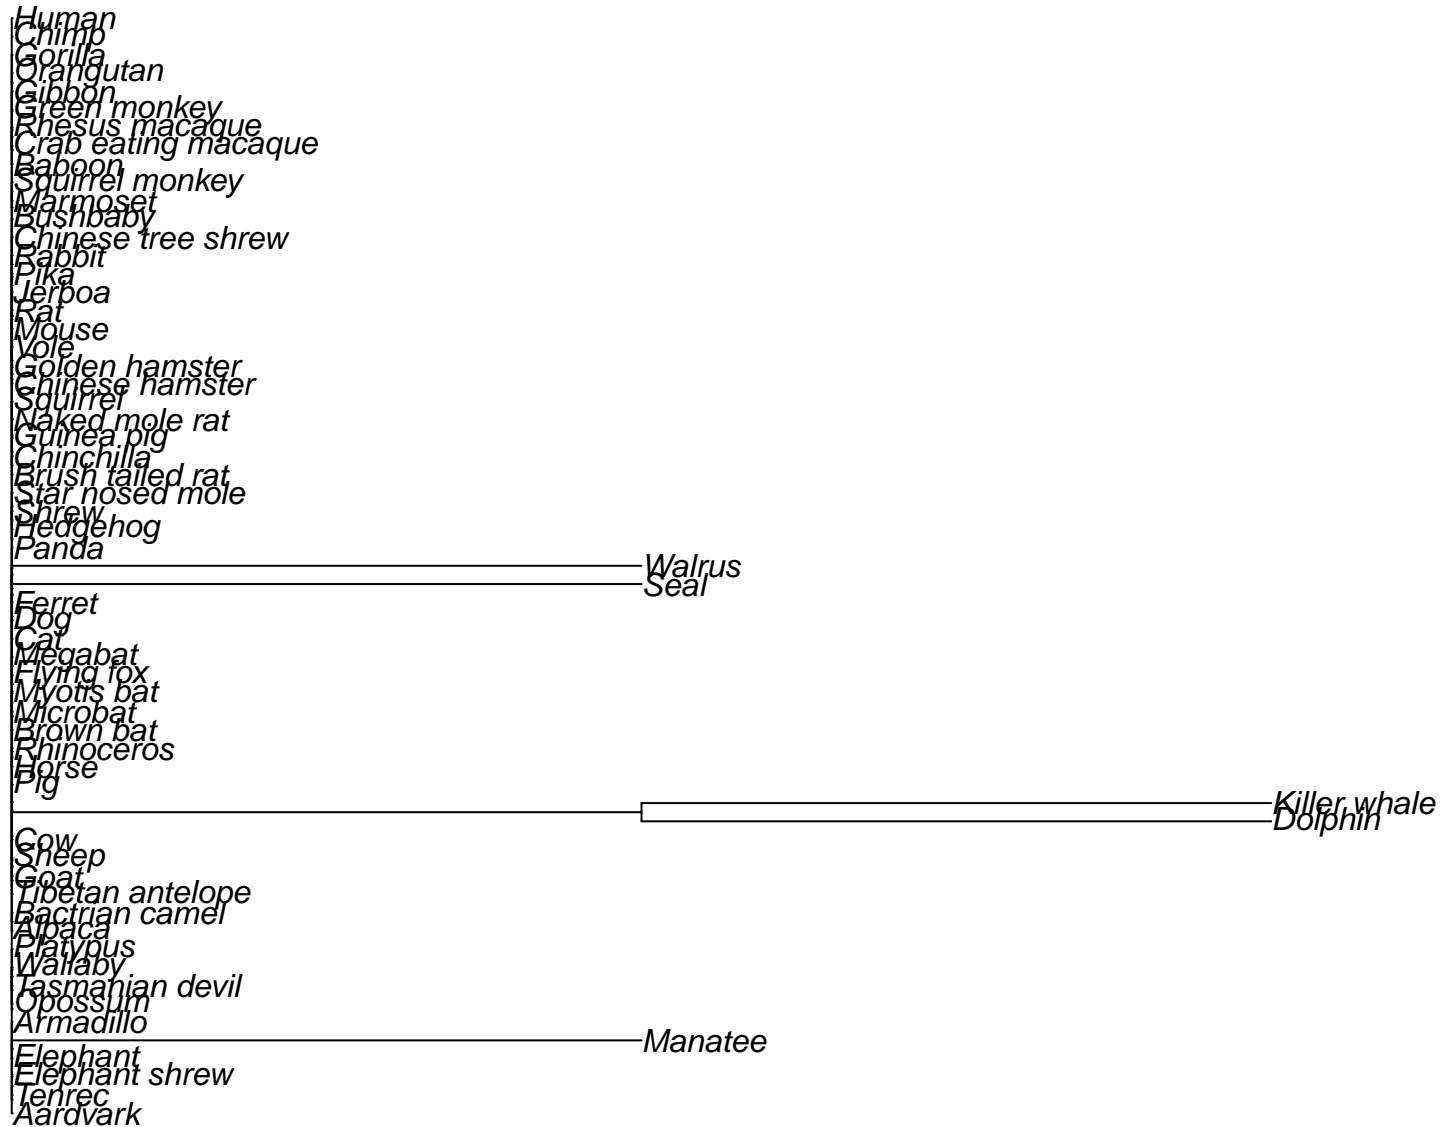 Human
Chimp
Gorilla
Orangutan
Gibbon
Green monkey
Rhesus macaque
Crab eating macaque
Baboon
Squirrel monkey
Marmoset
Bushbaby
Chinese tree shrew
Rabbit
Pika
Jerboa
Rat
Mouse
Vole
Golden hamster
Chinese hamster
Squirrel
Naked mole rat
Guinea pig
Chinchilla
Brush tailed rat
Star nosed mole
Shrew
Hedgehog
Panda
Walrus
Seal
Ferret
Dog
Cat
Megabat
Flying fox
Myotis bat
Microbat
Brown bat
Rhinoceros
Horse
Pig
Killer whale
Dolphin
Cow
Sheep
Goat
Tibetan antelope
Bactrian camel
Alpaca
Platypus
Wallaby
Tasmanian devil
Opossum
Armadillo
Manatee
Elephant
Elephant shrew
Tenrec
Aardvark